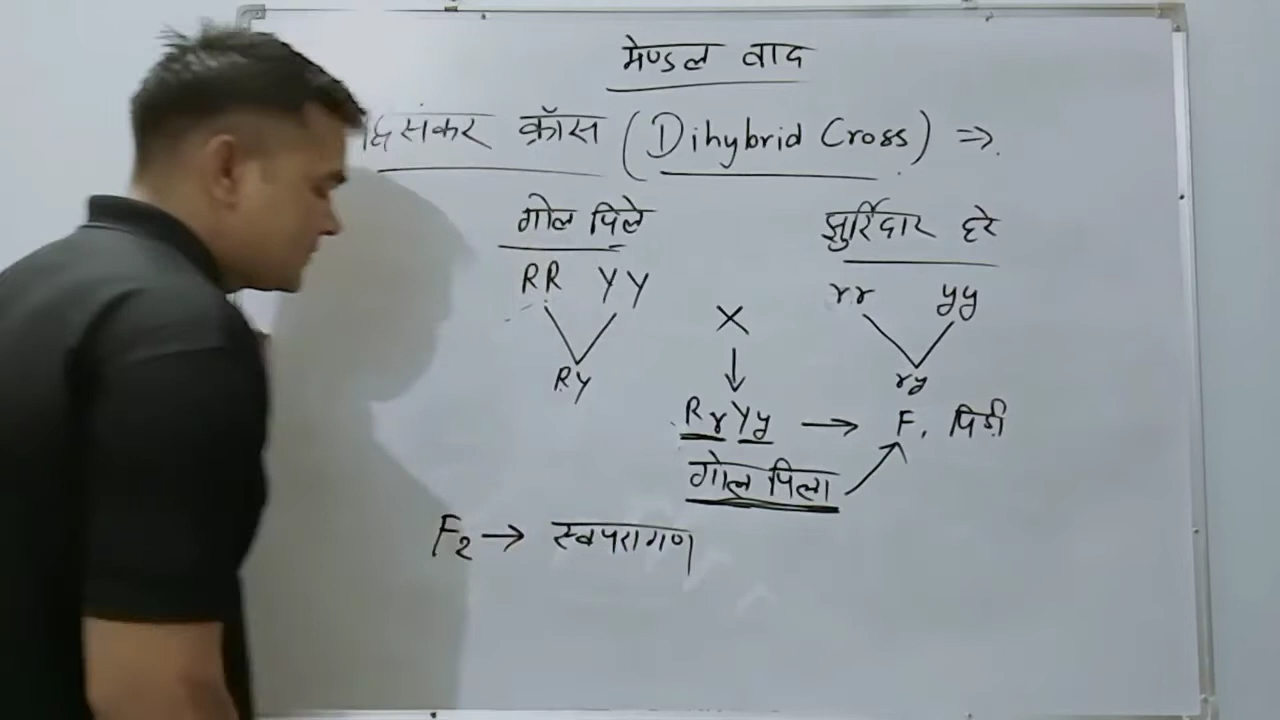 मेण्डल वाद
द्विसंकर क्रॉस (Dihybrid Cross) ⇒
गोल पिले झुर्रिदार हरे
RR YY rr yy
×
↓
RY ry
RrYy → F₁ पिडी
गोल पिला
F₂ → स्वपरागण